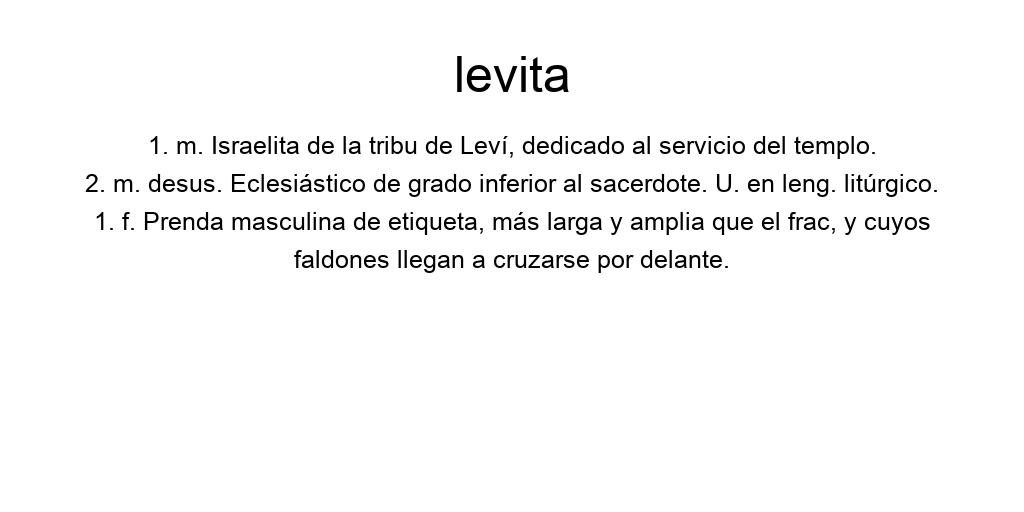 levita
1. m. Israelita de la tribu de Leví, dedicado al servicio del templo.
2. m. desus. Eclesiástico de grado inferior al sacerdote. U. en leng. litúrgico.
1. f. Prenda masculina de etiqueta, más larga y amplia que el frac, y cuyos
faldones llegan a cruzarse por delante.